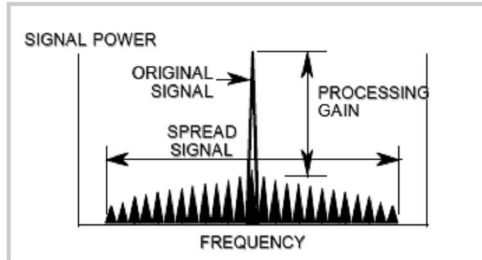 SIGNAL POWER
ORIGINAL
SIGNAL
PROCESSING
GAIN
SPREAD
SIGNAL
FREQUENCY